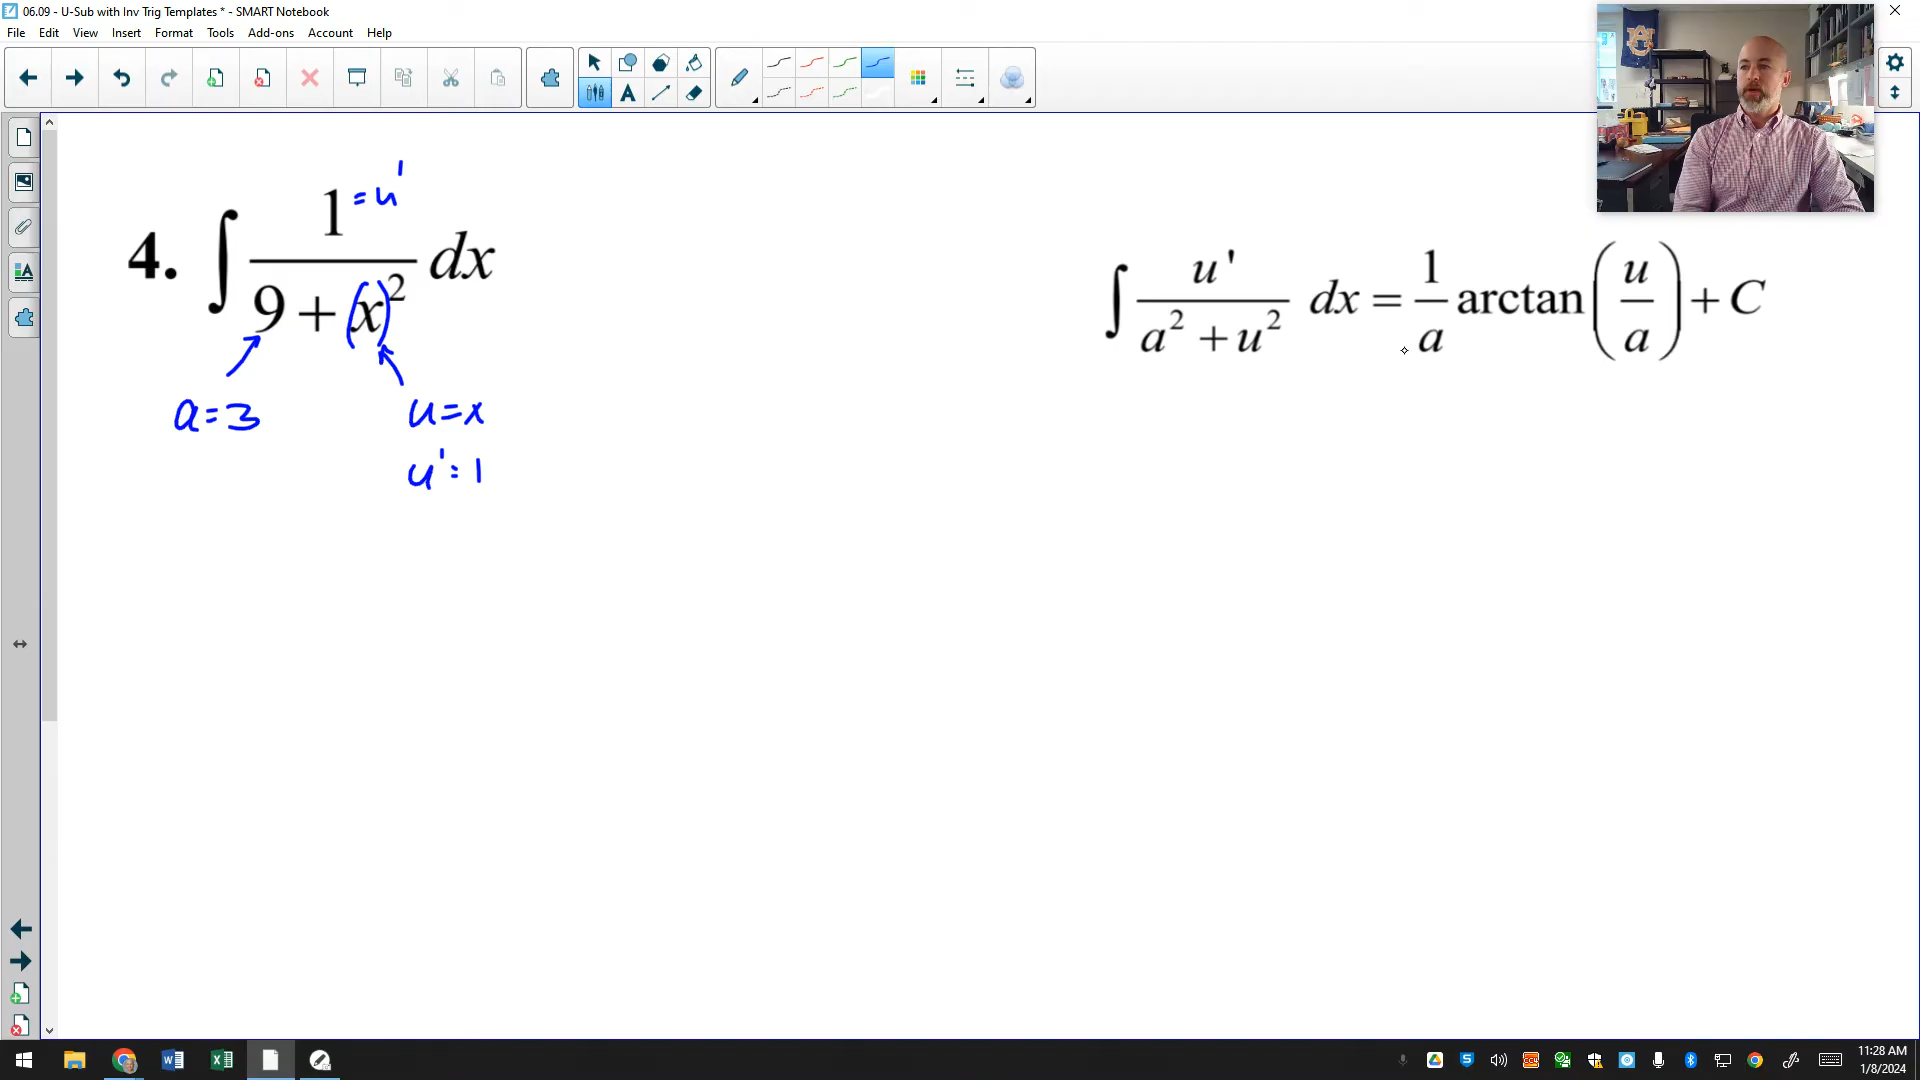 06.09 - U-Sub with Inv Trig Templates * - SMART Notebook
File Edit View Insert Format Tools Add-ons Account Help
4. ∫ 1/(9 + (x)²) dx
= u'
a = 3
u = x
u' = 1
∫ u'/(a² + u²) dx = 1/a arctan(u/a) + C
11:28 AM
1/8/2024